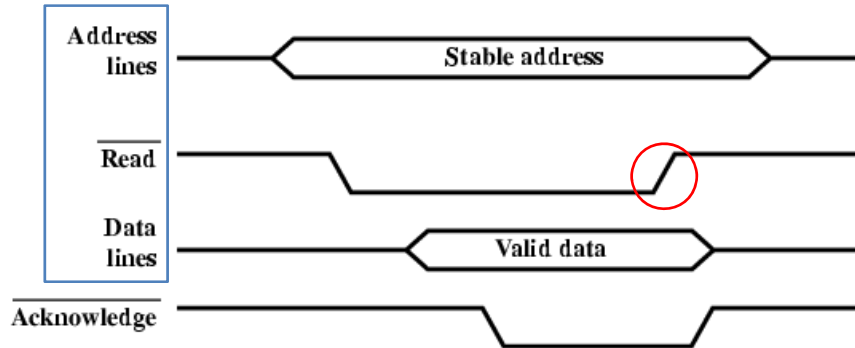 Address
lines
Stable address
Read
Data
lines
Valid data
Acknowledge